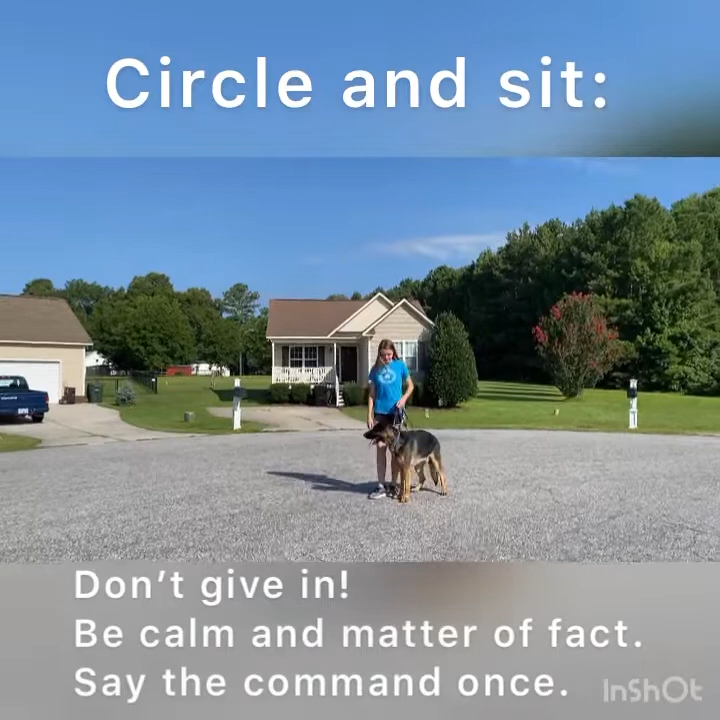 Circle and sit:
Don't give in!
Be calm and matter of fact.
Say the command once.
InShOt